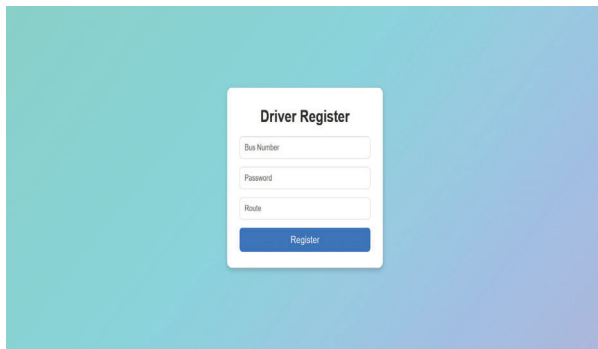 Driver Register
Bus Number
Password
Route
Register